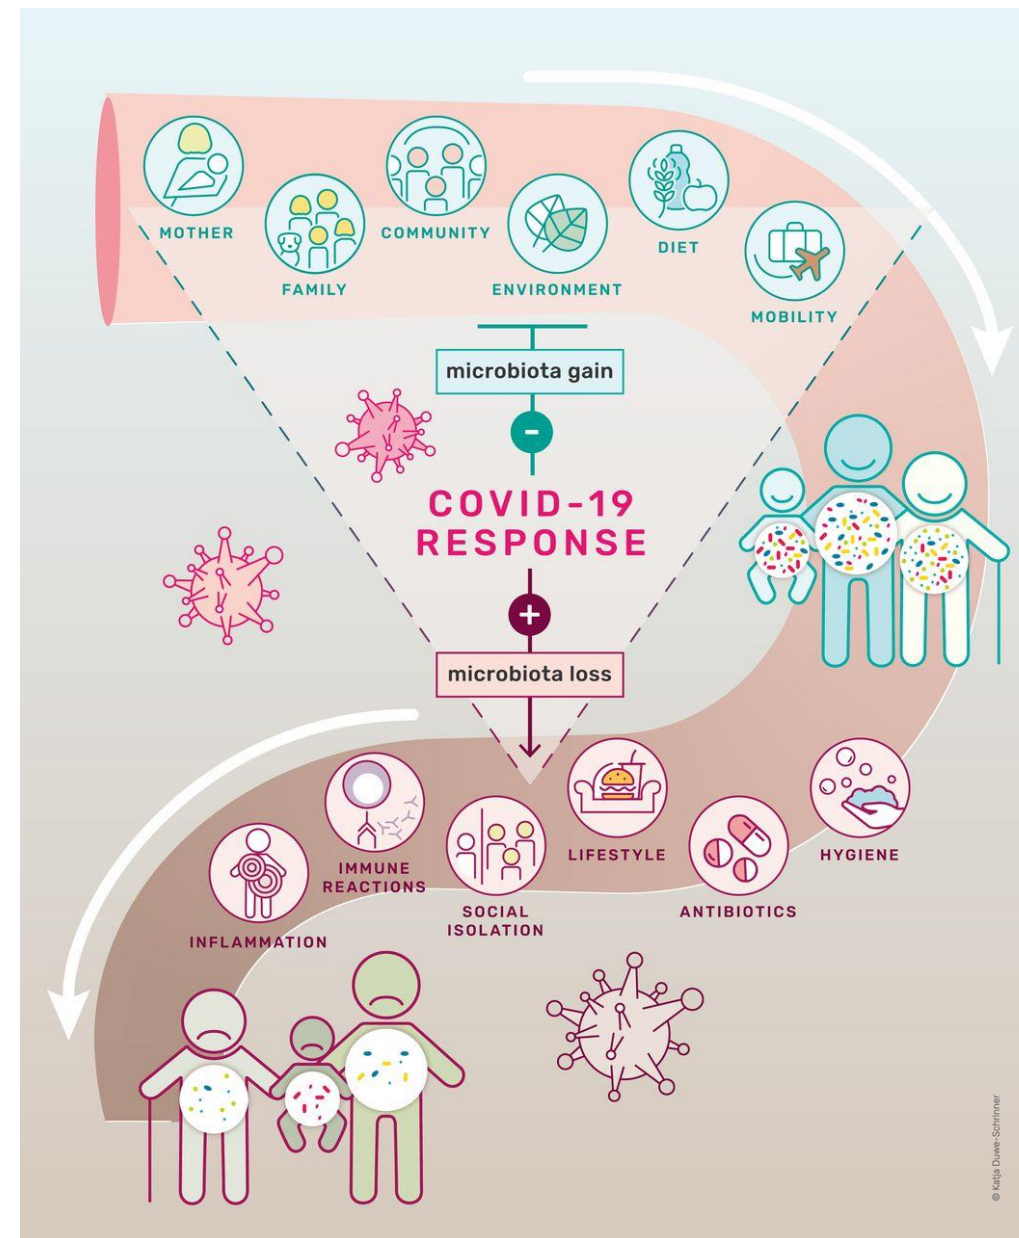 MOTHER
FAMILY
COMMUNITY
ENVIRONMENT
DIET
MOBILITY
microbiota gain
-
COVID-19
RESPONSE
+
microbiota loss
INFLAMMATION
IMMUNE
REACTIONS
SOCIAL
ISOLATION
LIFESTYLE
ANTIBIOTICS
HYGIENE
© Katja Duwe-Schrinner